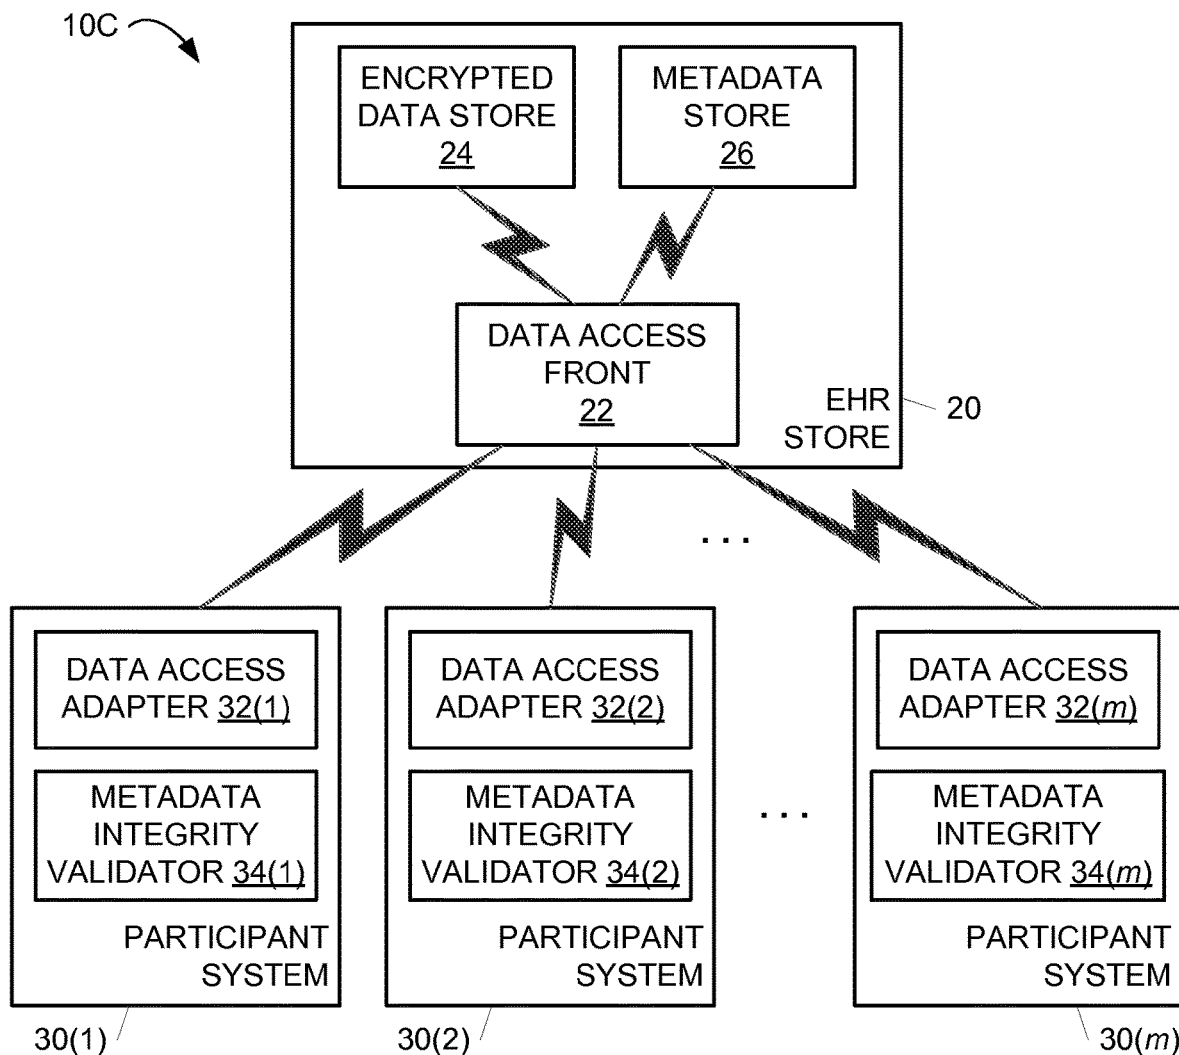 10C
ENCRYPTED
DATA STORE
24
METADATA
STORE
26
DATA ACCESS
FRONT
22
EHR
STORE
20
. . .
DATA ACCESS
ADAPTER 32(1)
METADATA
INTEGRITY
VALIDATOR 34(1)
PARTICIPANT
SYSTEM
30(1)
DATA ACCESS
ADAPTER 32(2)
METADATA
INTEGRITY
VALIDATOR 34(2)
PARTICIPANT
SYSTEM
30(2)
. . .
DATA ACCESS
ADAPTER 32(m)
METADATA
INTEGRITY
VALIDATOR 34(m)
PARTICIPANT
SYSTEM
30(m)